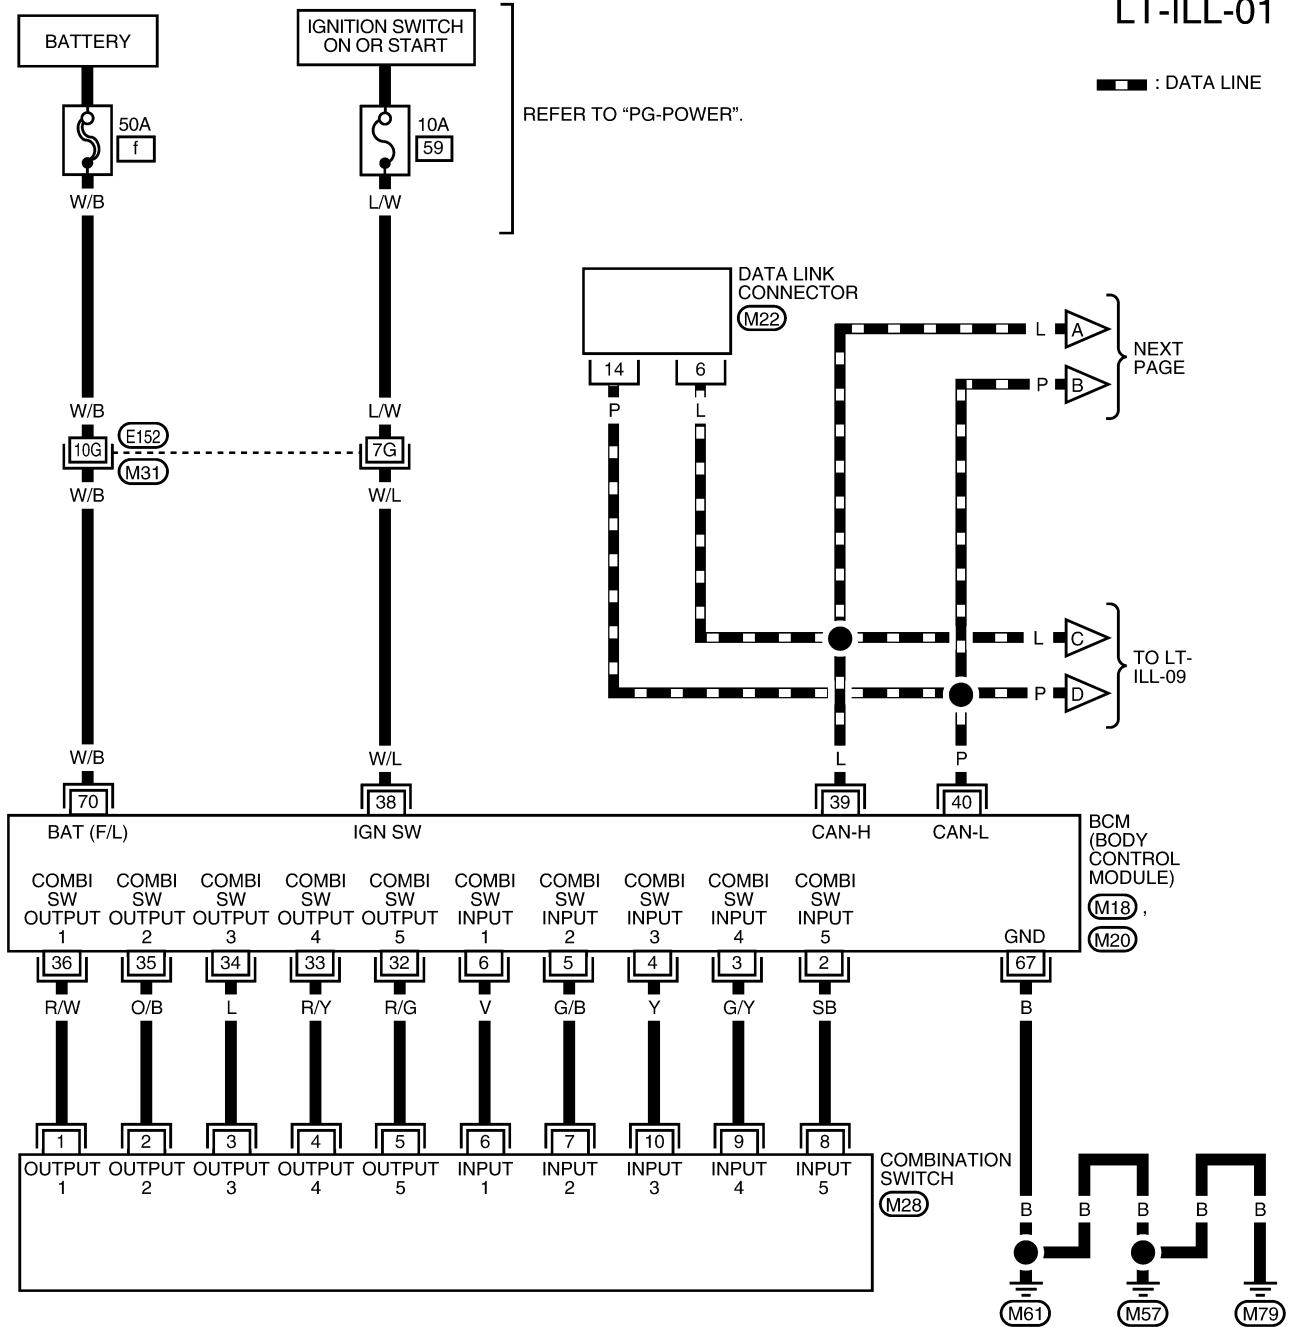 LT-ILL-01
BATTERY
IGNITION SWITCH
ON OR START
: DATA LINE
50A
f
10A
59
REFER TO “PG-POWER”.
W/B
L/W
DATA LINK
CONNECTOR
M22
14
6
P
L
L
A
P
B
NEXT
PAGE
W/B
L/W
10G
E152
M31
7G
W/B
W/L
L
C
P
D
TO LT-
ILL-09
W/B
W/L
L
P
70
38
39
40
BAT (F/L)
IGN SW
CAN-H
CAN-L
BCM
(BODY
CONTROL
MODULE)
M18 ,
M20
COMBI
SW
OUTPUT
1
COMBI
SW
OUTPUT
2
COMBI
SW
OUTPUT
3
COMBI
SW
OUTPUT
4
COMBI
SW
OUTPUT
5
COMBI
SW
INPUT
1
COMBI
SW
INPUT
2
COMBI
SW
INPUT
3
COMBI
SW
INPUT
4
COMBI
SW
INPUT
5
GND
36
35
34
33
32
6
5
4
3
2
67
R/W
O/B
L
R/Y
R/G
V
G/B
Y
G/Y
SB
B
1
2
3
4
5
6
7
10
9
8
OUTPUT
1
OUTPUT
2
OUTPUT
3
OUTPUT
4
OUTPUT
5
INPUT
1
INPUT
2
INPUT
3
INPUT
4
INPUT
5
COMBINATION
SWITCH
M28
B
B
B
B
B
M61
M57
M79